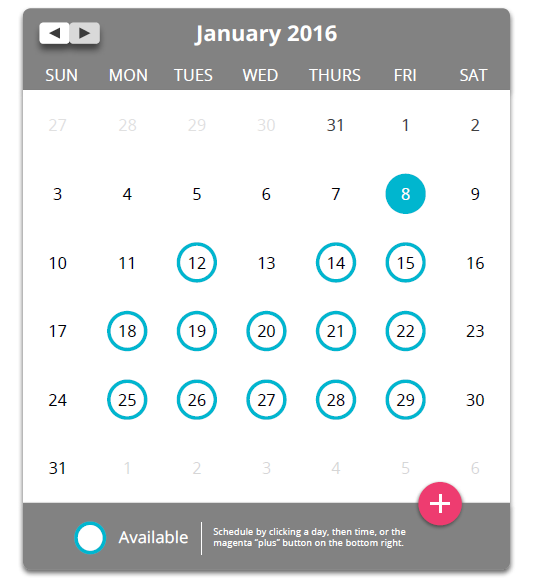 January 2016
SUN MON TUES WED THURS FRI SAT
27 28 29 30 31 1 2
3 4 5 6 7 8 9
10 11 12 13 14 15 16
17 18 19 20 21 22 23
24 25 26 27 28 29 30
31 1 2 3 4 5 6
Available
Schedule by clicking a day, then time, or the
magenta "plus" button on the bottom right.